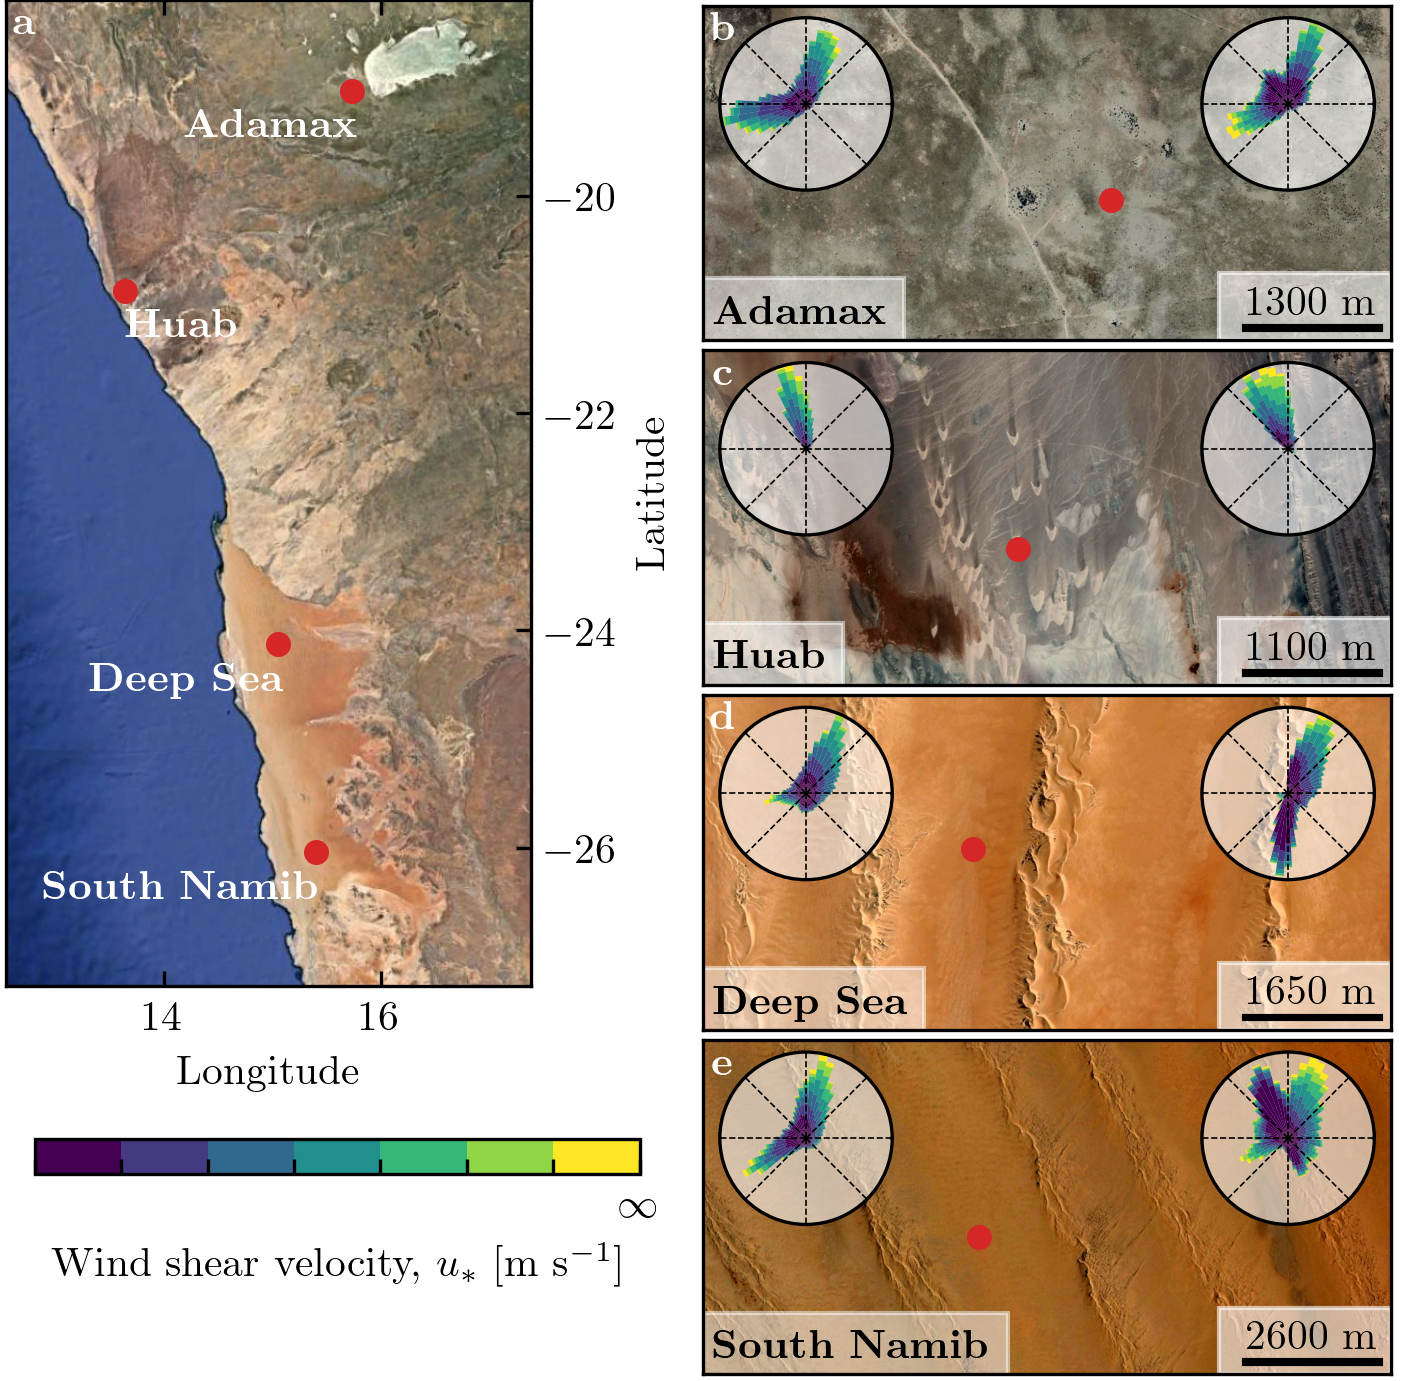 a
Adamax
Huab
Deep Sea
South Namib
−20
−22
−24
−26
Latitude
14
16
Longitude
∞
Wind shear velocity, u* [m s−1]
b
Adamax
1300 m
c
Huab
1100 m
d
Deep Sea
1650 m
e
South Namib
2600 m